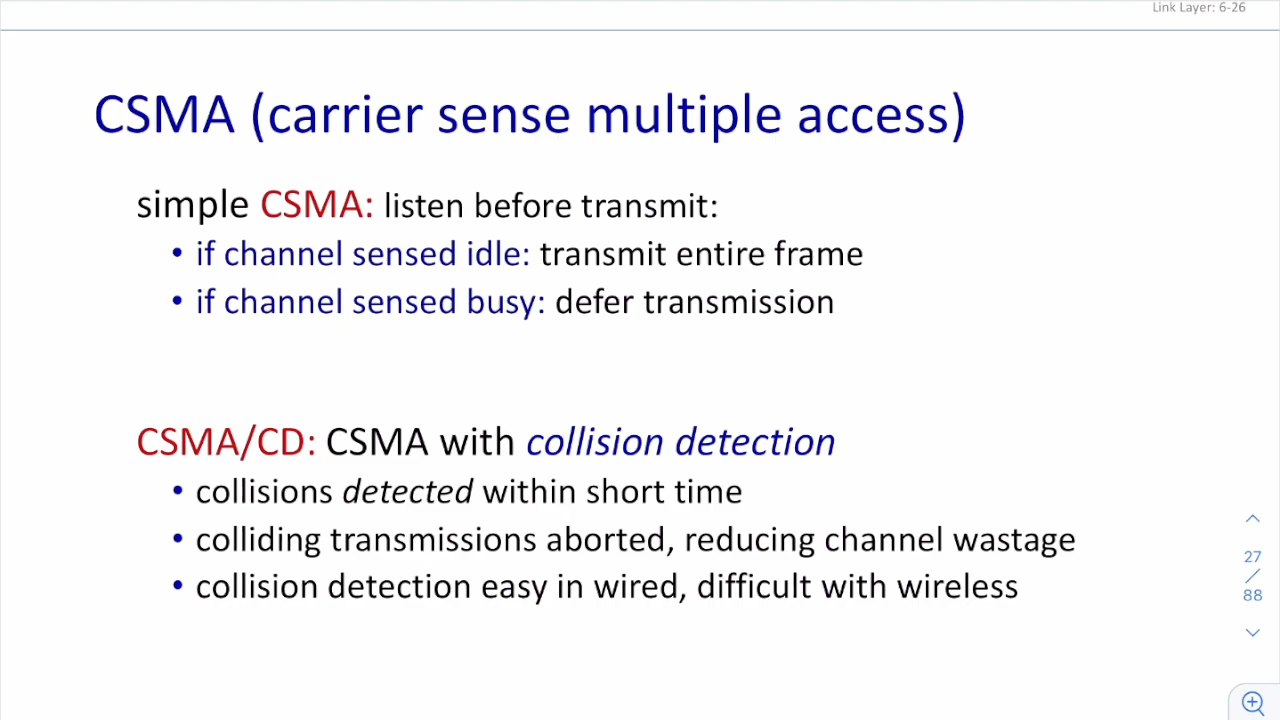 Link Layer: 6-26
CSMA (carrier sense multiple access)
simple CSMA: listen before transmit:
• if channel sensed idle: transmit entire frame
• if channel sensed busy: defer transmission
CSMA/CD: CSMA with collision detection
• collisions detected within short time
• colliding transmissions aborted, reducing channel wastage
• collision detection easy in wired, difficult with wireless
27
/
88